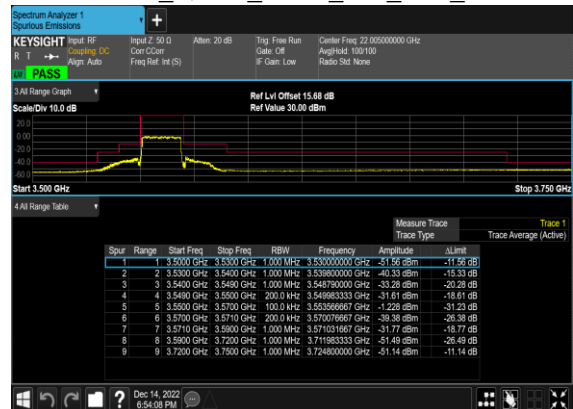 Spectrum Analyzer 1
Spurious Emissions
+
KEYSIGHT Input: RF Input Z: 50 Ω Atten: 20 dB Trig: Free Run Center Freq: 22.005000000 GHz
R T Coupling: DC Corr CCorr Gate: Off Avg|Hold: 100/100
Align: Auto Freq Ref: Int (S) IF Gain: Low Radio Std: None
LXI PASS
3 All Range Graph Ref Lvl Offset 15.68 dB
Scale/Div 10.0 dB Ref Value 30.00 dBm
20.0
0.00
-20.0
-40.0
-60.0
Start 3.500 GHz Stop 3.750 GHz
4 All Range Table
Measure Trace Trace 1
Trace Type Trace Average (Active)
Spur Range Start Freq Stop Freq RBW Frequency Amplitude ΔLimit
1 1 3.5000 GHz 3.5300 GHz 1.000 MHz 3.530000000 GHz -51.56 dBm -11.56 dB
2 2 3.5300 GHz 3.5400 GHz 1.000 MHz 3.539800000 GHz -40.33 dBm -15.33 dB
3 3 3.5400 GHz 3.5490 GHz 1.000 MHz 3.548790000 GHz -33.28 dBm -20.28 dB
4 4 3.5490 GHz 3.5500 GHz 200.0 kHz 3.549983333 GHz -31.61 dBm -18.61 dB
5 5 3.5500 GHz 3.5700 GHz 100.0 kHz 3.553566667 GHz -1.228 dBm -31.23 dB
6 6 3.5700 GHz 3.5710 GHz 200.0 kHz 3.570076667 GHz -39.38 dBm -26.38 dB
7 7 3.5710 GHz 3.5900 GHz 1.000 MHz 3.571031667 GHz -31.77 dBm -18.77 dB
8 8 3.5900 GHz 3.7200 GHz 1.000 MHz 3.711983333 GHz -51.49 dBm -26.49 dB
9 9 3.7200 GHz 3.7500 GHz 1.000 MHz 3.724800000 GHz -51.14 dBm -11.14 dB
? Dec 14, 2022
6:54:08 PM